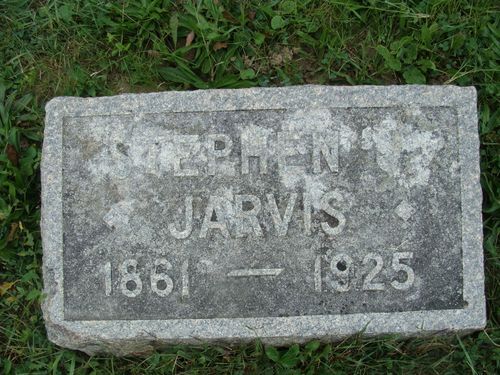 STEPHEN
JARVIS
1861 — 1925